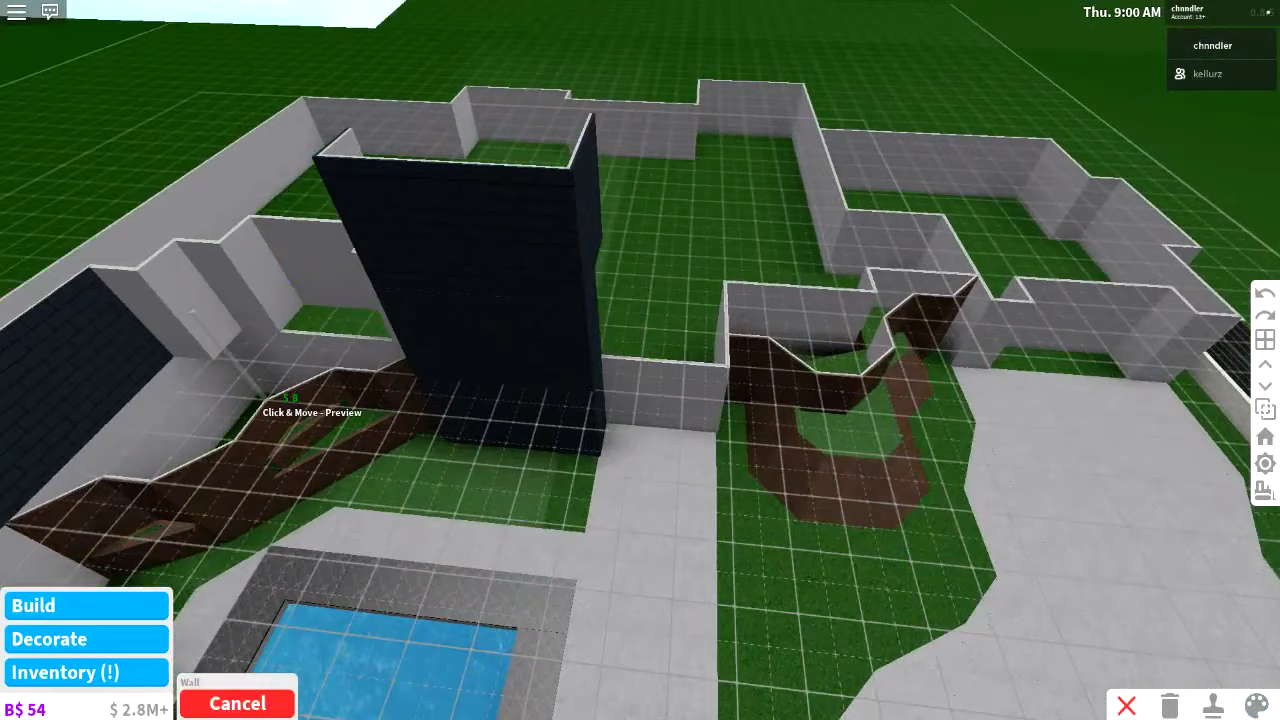 Thu. 9:00 AM
chnndler
Account: 13+
chnndler
kellurz
$ 8
Click & Move - Preview
Build
Decorate
Inventory (!)
Wall
Cancel
B$ 54
$ 2.8M+